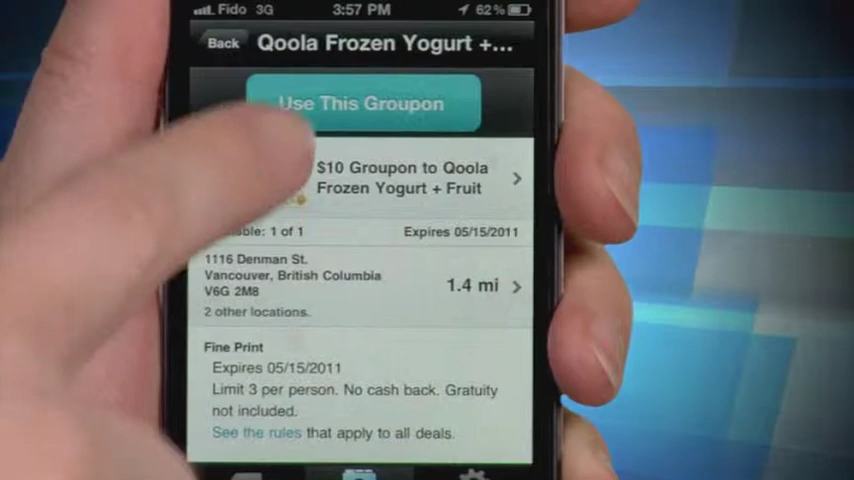 Fido 3G 3:57 PM 62%
Back Qoola Frozen Yogurt +...
Use This Groupon
$10 Groupon to Qoola
Frozen Yogurt + Fruit
1 of 1 Expires 05/15/2011
1116 Denman St.
Vancouver, British Columbia
V6G 2M8
1.4 mi
2 other locations.
Fine Print
Expires 05/15/2011
Limit 3 per person. No cash back. Gratuity
not included.
See the rules that apply to all deals.